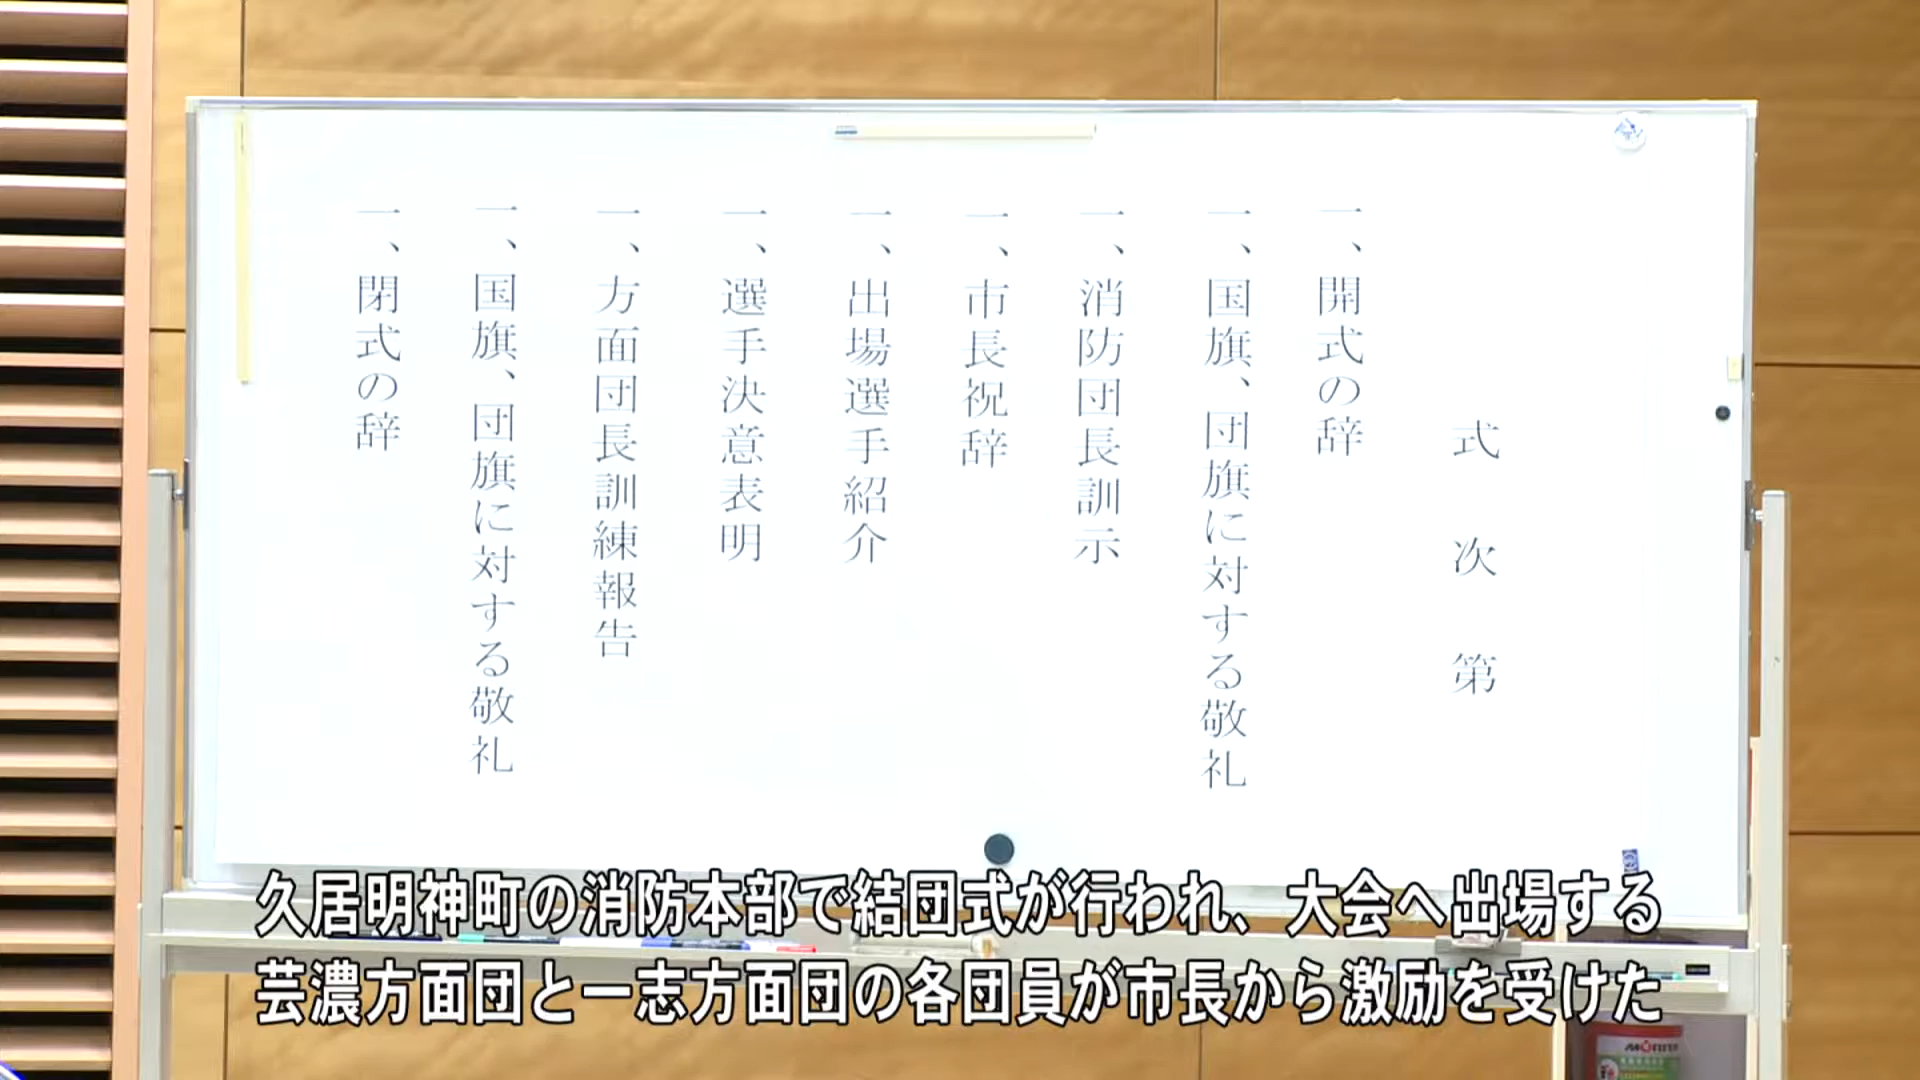 式次第
一、開式の辞
一、国旗、団旗に対する敬礼
一、消防団長訓示
一、市長祝辞
一、出場選手紹介
一、選手決意表明
一、方面団長訓練報告
一、国旗、団旗に対する敬礼
一、閉式の辞
久居明神町の消防本部で結団式が行われ、大会へ出場する
芸濃方面団と一志方面団の各団員が市長から激励を受けた